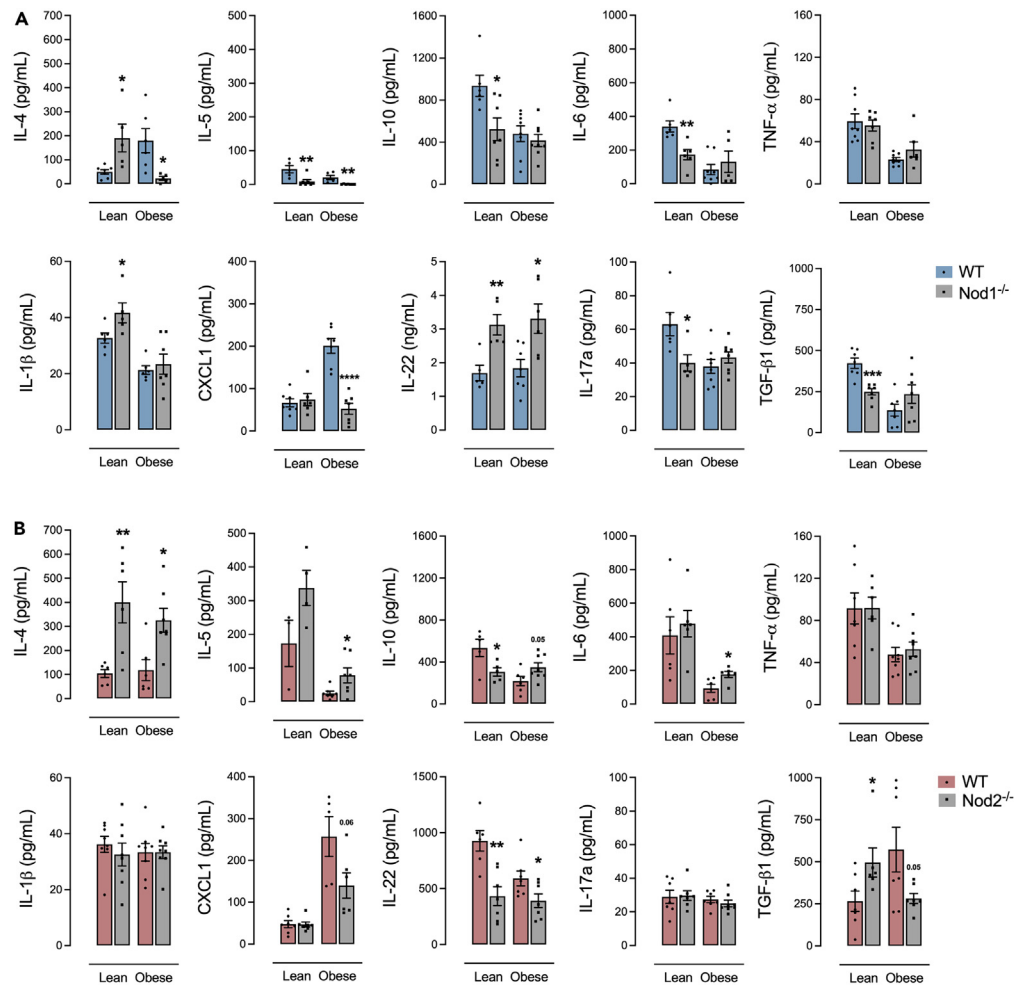 A
IL-4 (pg/mL)
700
600
500
400
300
200
100
0
*
*
Lean Obese
IL-5 (pg/mL)
500
400
300
200
100
0
**
**
Lean Obese
IL-10 (pg/mL)
1600
1200
800
400
0
*
Lean Obese
IL-6 (pg/mL)
1000
800
600
400
200
0
**
Lean Obese
TNF-α (pg/mL)
160
120
80
40
0
Lean Obese
IL-1β (pg/mL)
60
40
20
0
*
Lean Obese
CXCL1 (pg/mL)
400
300
200
100
0
****
Lean Obese
IL-22 (ng/mL)
5
4
3
2
1
0
**
*
Lean Obese
IL-17a (pg/mL)
100
80
60
40
20
0
*
Lean Obese
TGF-β1 (pg/mL)
1000
750
500
250
0
***
Lean Obese
WT
Nod1-/-
B
IL-4 (pg/mL)
700
600
500
400
300
200
100
0
**
*
Lean Obese
IL-5 (pg/mL)
500
400
300
200
100
0
*
Lean Obese
IL-10 (pg/mL)
1600
1200
800
400
0
*
0.05
Lean Obese
IL-6 (pg/mL)
1000
800
600
400
200
0
*
Lean Obese
TNF-α (pg/mL)
160
120
80
40
0
Lean Obese
IL-1β (pg/mL)
60
40
20
0
Lean Obese
CXCL1 (pg/mL)
400
300
200
100
0
0.06
Lean Obese
IL-22 (pg/mL)
1500
1000
500
0
**
*
Lean Obese
IL-17a (pg/mL)
100
80
60
40
20
0
Lean Obese
TGF-β1 (pg/mL)
1000
750
500
250
0
*
0.05
Lean Obese
WT
Nod2-/-